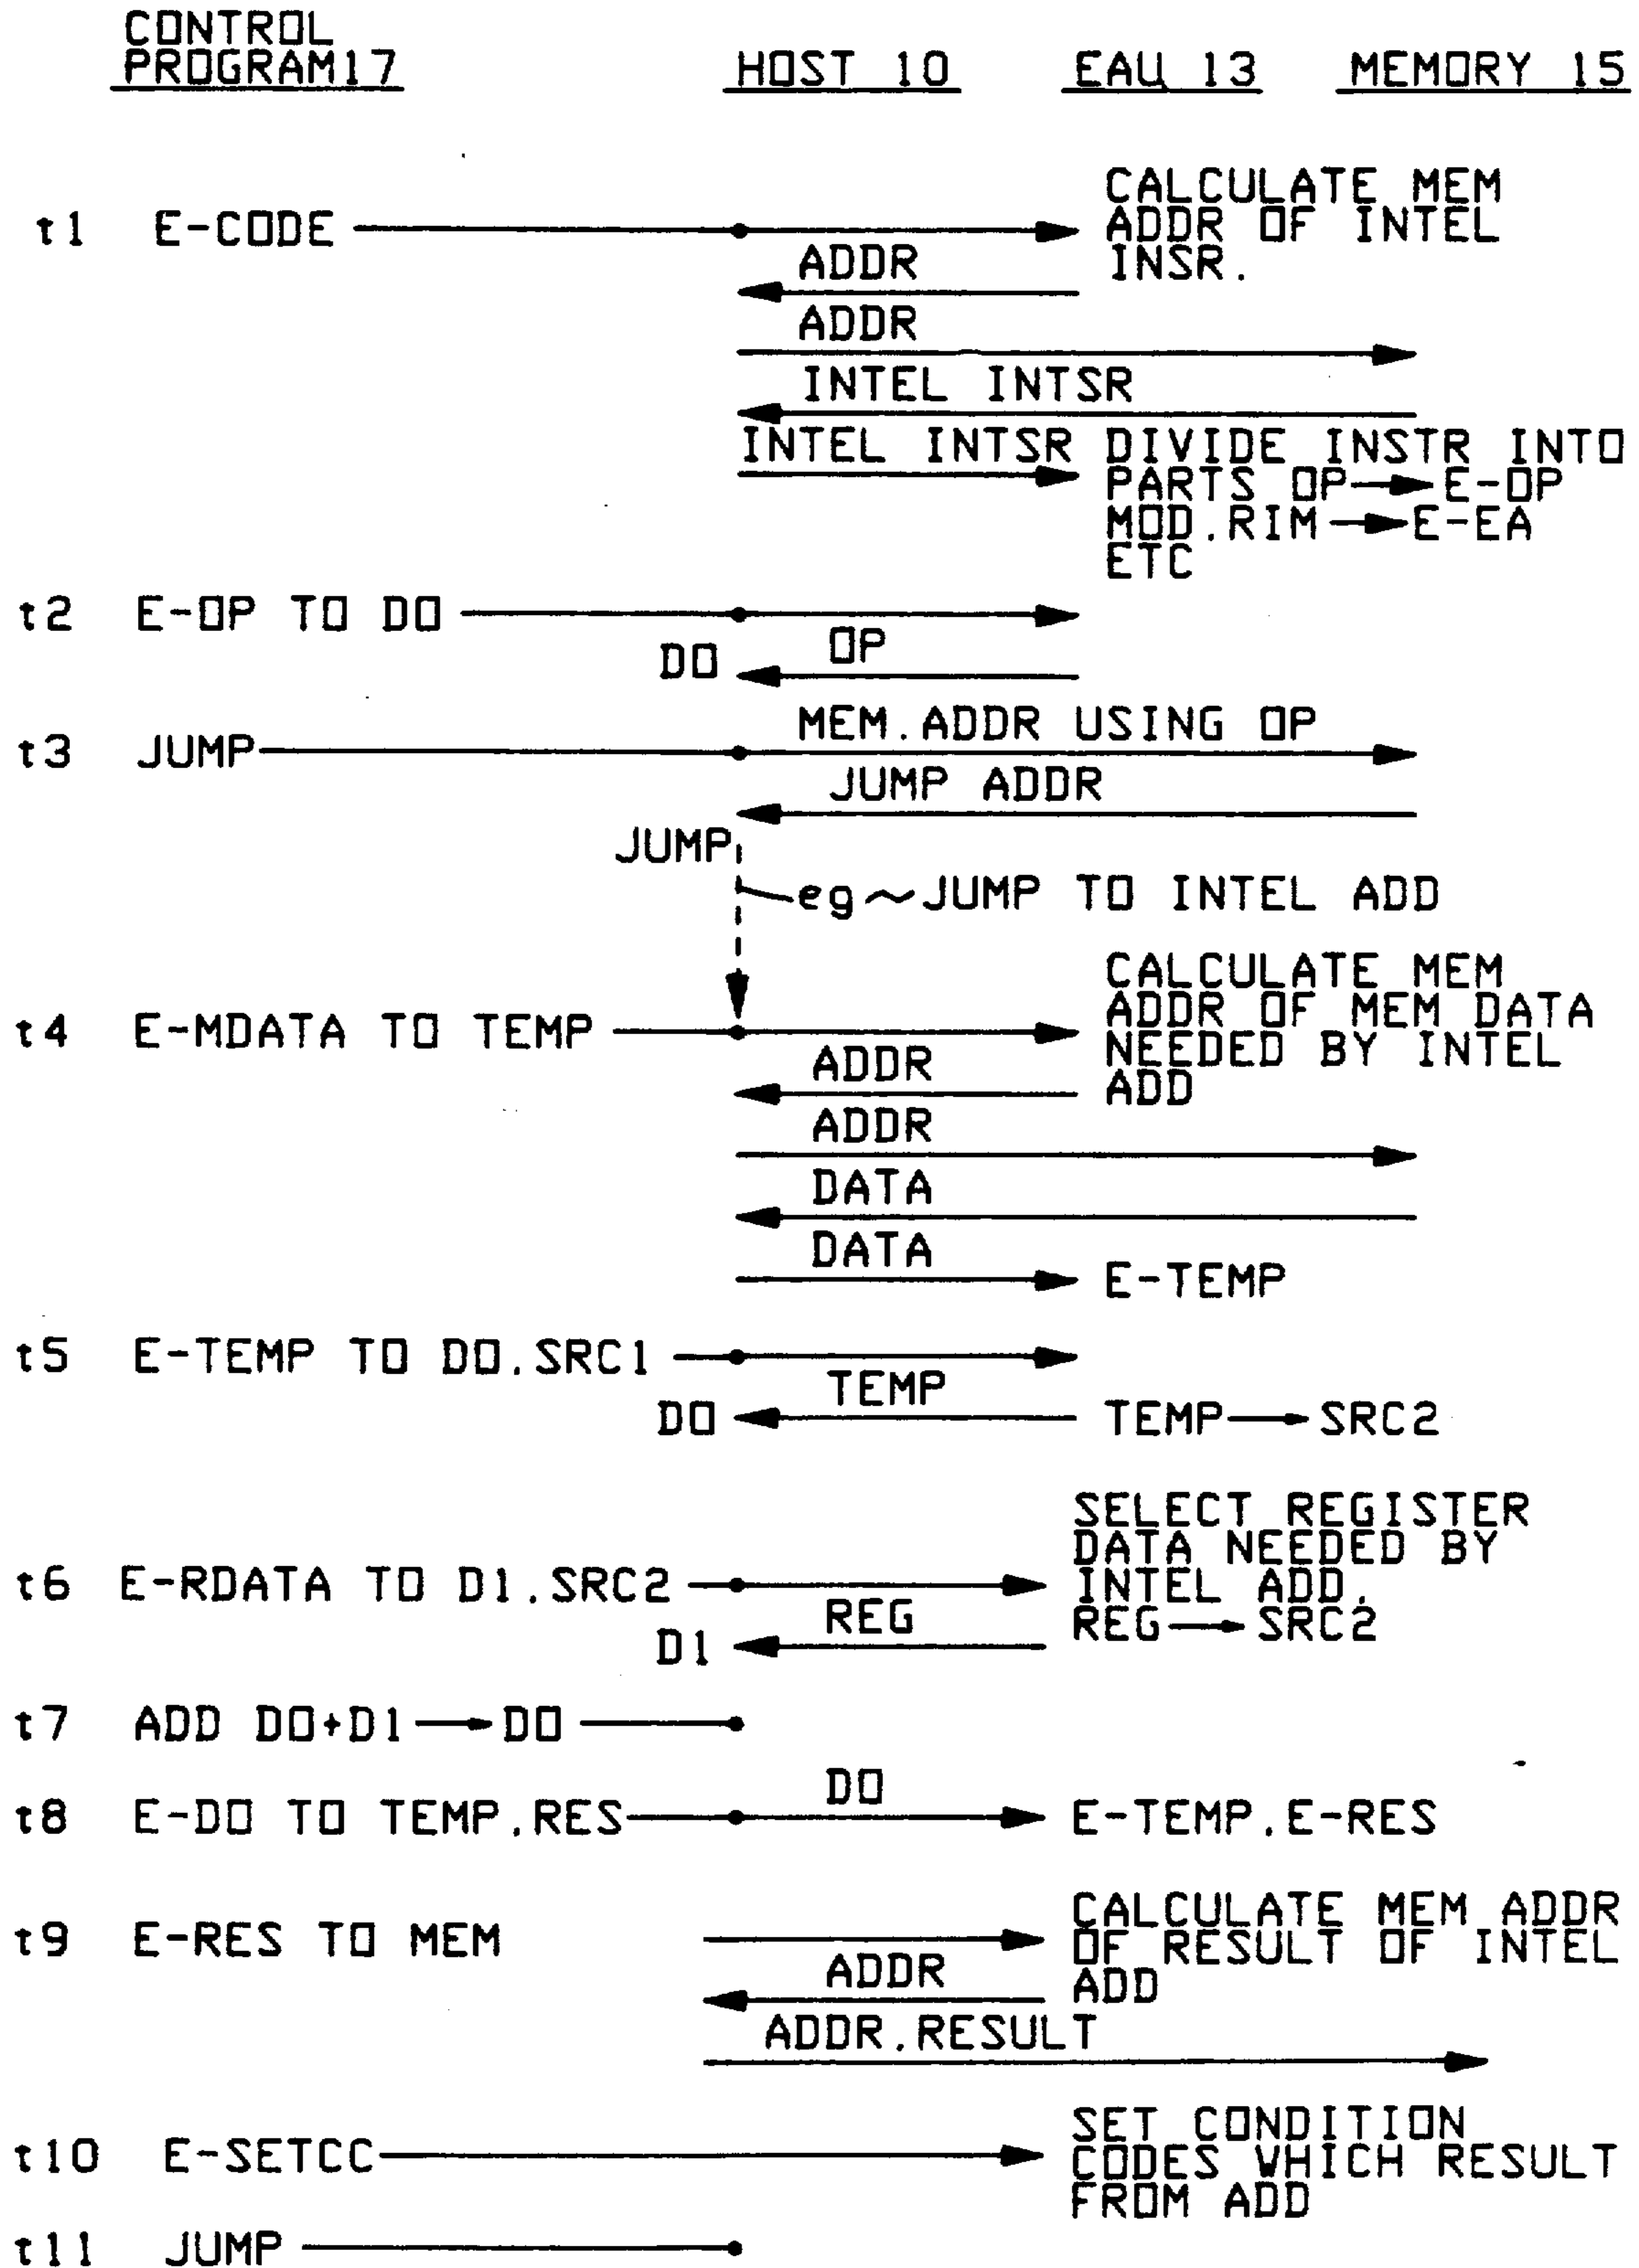 CONTROL
PROGRAM17 HOST 10 EAU 13 MEMORY 15
t1 E-CODE CALCULATE MEM
ADDR OF INTEL
INSR.
ADDR
ADDR
INTEL INTSR
INTEL INTSR DIVIDE INSTR INTO
PARTS OP→E-OP
MOD.RIM→E-EA
ETC
t2 E-OP TO DO
DO OP
t3 JUMP MEM.ADDR USING OP
JUMP ADDR
JUMP
eg~JUMP TO INTEL ADD
t4 E-MDATA TO TEMP CALCULATE MEM
ADDR OF MEM DATA
NEEDED BY INTEL
ADD
ADDR
ADDR
DATA
DATA
E-TEMP
t5 E-TEMP TO DO.SRC1
TEMP
DO TEMP→SRC2
t6 E-RDATA TO D1.SRC2 SELECT REGISTER
DATA NEEDED BY
INTEL ADD.
REG→SRC2
REG
D1
t7 ADD DO+D1→DO
DO
t8 E-DO TO TEMP.RES E-TEMP.E-RES
t9 E-RES TO MEM CALCULATE MEM ADDR
OF RESULT OF INTEL
ADD
ADDR
ADDR.RESULT
t10 E-SETCC SET CONDITION
CODES WHICH RESULT
FROM ADD
t11 JUMP